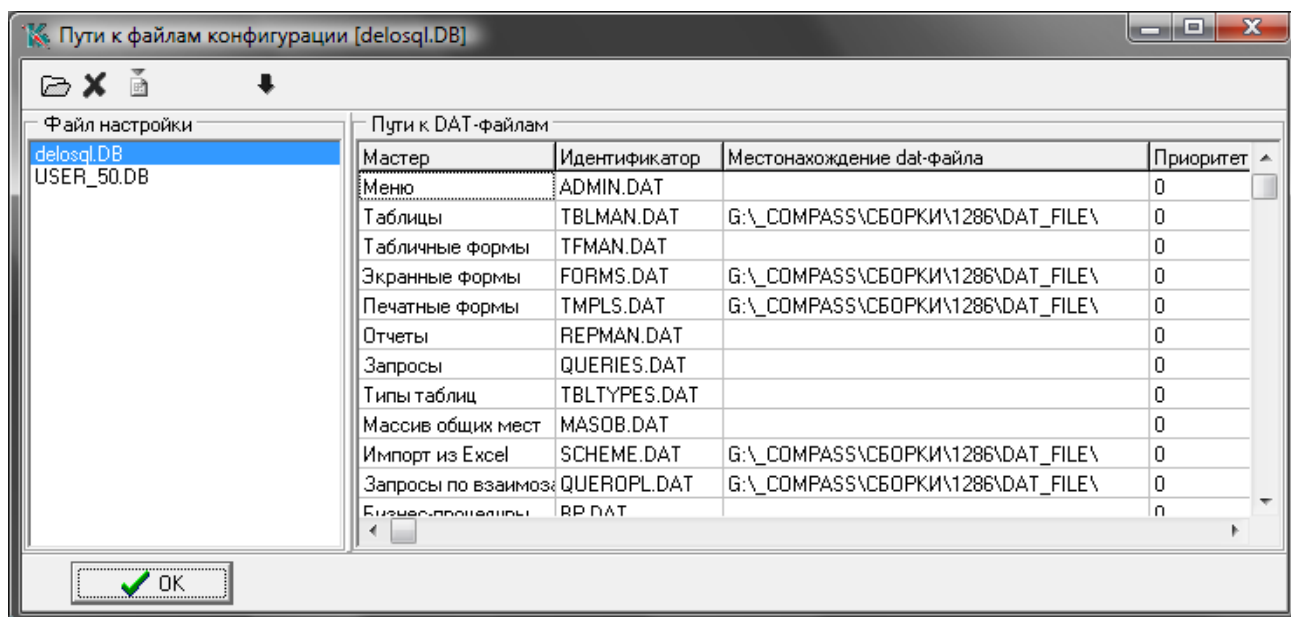 Пути к файлам конфигурации [delosql.DB]
Файл настройки
Пути к DAT-файлам
delosql.DB
USER_50.DB
Мастер Идентификатор Местонахождение dat-файла Приоритет
Меню ADMIN.DAT 0
Таблицы TBLMAN.DAT G:\_COMPASS\СБОРКИ\1286\DAT_FILE\ 0
Табличные формы TFMAN.DAT 0
Экранные формы FORMS.DAT G:\_COMPASS\СБОРКИ\1286\DAT_FILE\ 0
Печатные формы TMPLS.DAT G:\_COMPASS\СБОРКИ\1286\DAT_FILE\ 0
Отчеты REPMAN.DAT 0
Запросы QUERIES.DAT 0
Типы таблиц TBLTYPES.DAT 0
Массив общих мест MASOB.DAT 0
Импорт из Excel SCHEME.DAT G:\_COMPASS\СБОРКИ\1286\DAT_FILE\ 0
Запросы по взаимоза QUEROPL.DAT G:\_COMPASS\СБОРКИ\1286\DAT_FILE\ 0
Бизнес-процедуры BP.DAT 0
OK